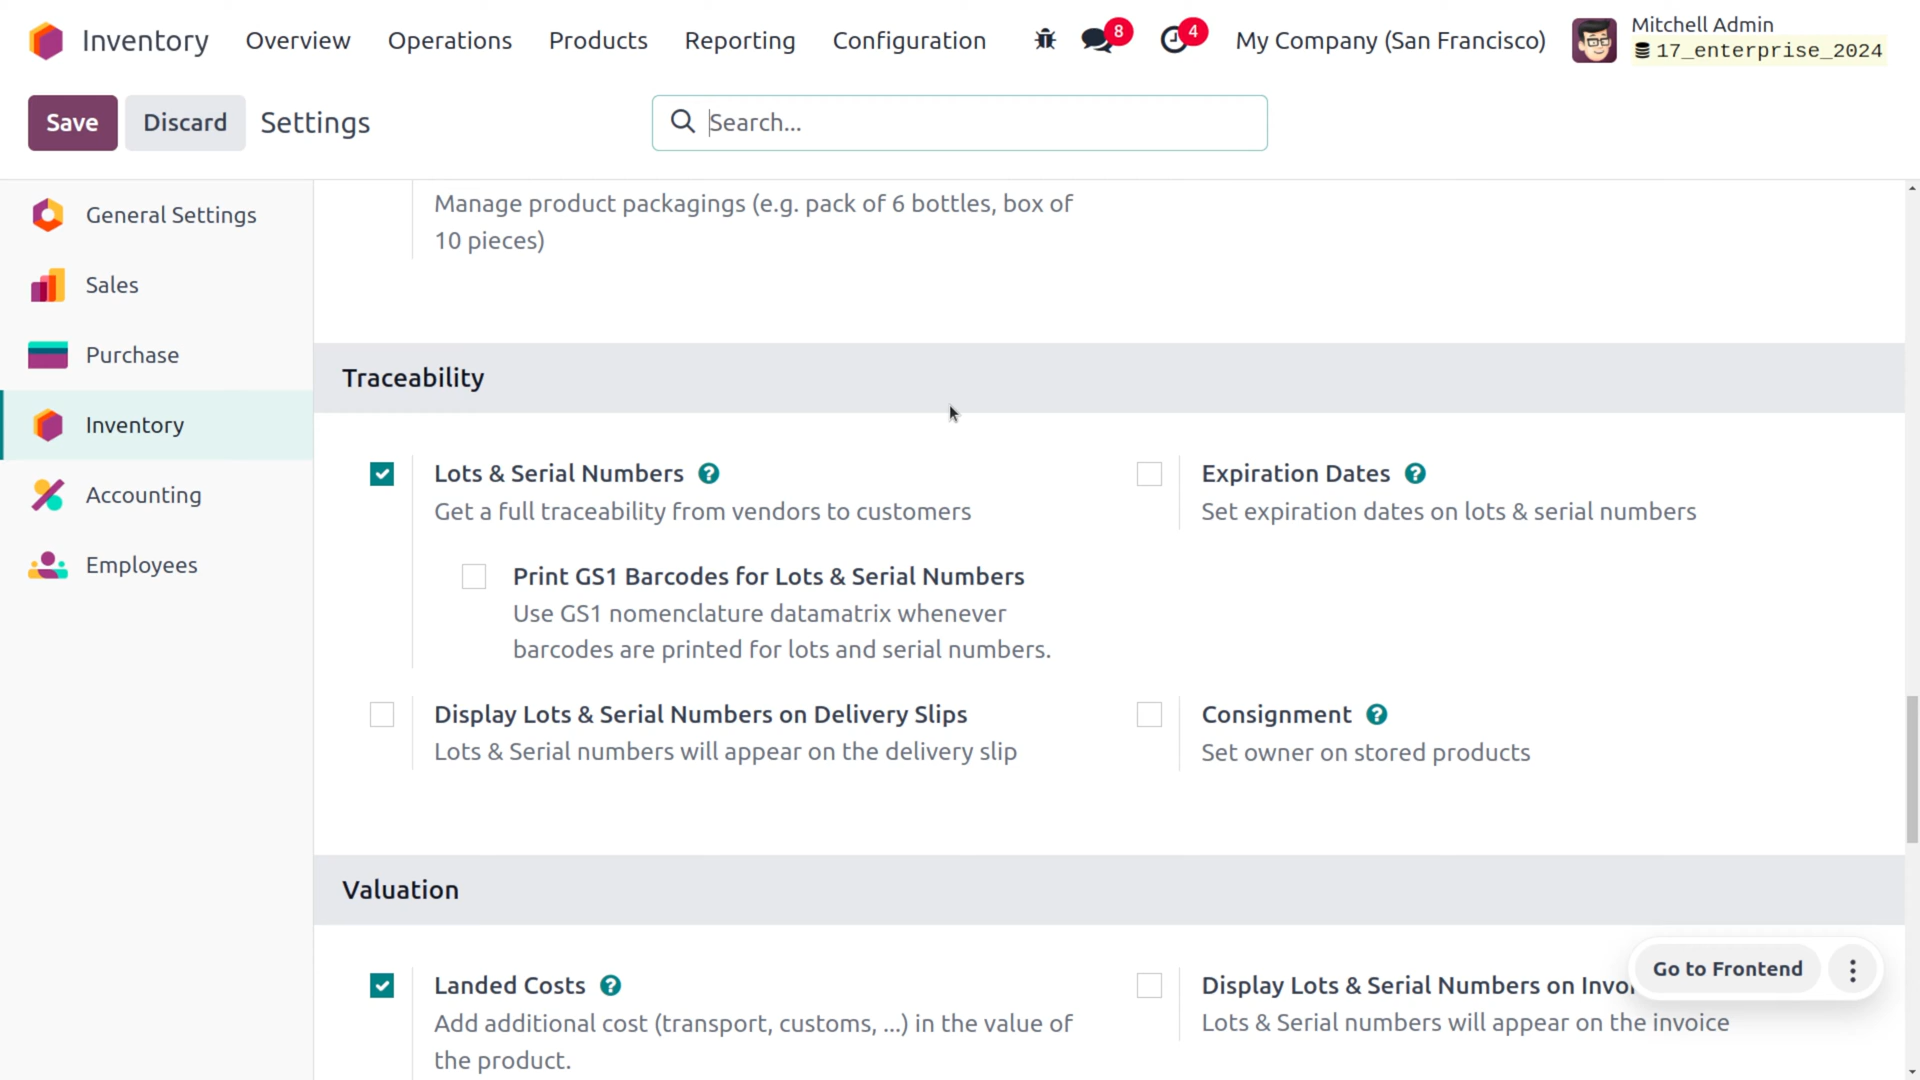 Inventory Overview Operations Products Reporting Configuration 8 4 My Company (San Francisco) Mitchell Admin
17_enterprise_2024
Save Discard Settings Search...
General Settings
Sales
Purchase
Inventory
Accounting
Employees
Manage product packagings (e.g. pack of 6 bottles, box of
10 pieces)
Traceability
Lots & Serial Numbers ?
Get a full traceability from vendors to customers
Expiration Dates ?
Set expiration dates on lots & serial numbers
Print GS1 Barcodes for Lots & Serial Numbers
Use GS1 nomenclature datamatrix whenever
barcodes are printed for lots and serial numbers.
Display Lots & Serial Numbers on Delivery Slips
Lots & Serial numbers will appear on the delivery slip
Consignment ?
Set owner on stored products
Valuation
Landed Costs ?
Add additional cost (transport, customs, ...) in the value of
the product.
Display Lots & Serial Numbers on
Lots & Serial numbers will appear on the invoice
Go to Frontend